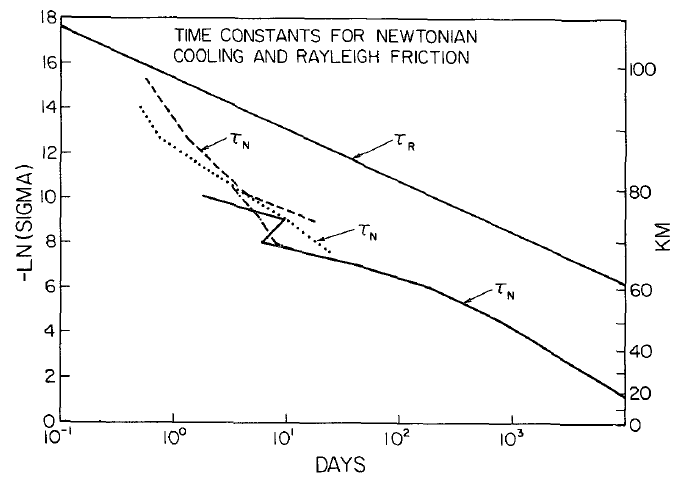 TIME CONSTANTS FOR NEWTONIAN
COOLING AND RAYLEIGH FRICTION
-LN(SIGMA)
18
16
14
12
10
8
6
4
2
0
τN
τR
τN
τN
100
80
60
40
20
0
KM
10⁻¹ 10⁰ 10¹ 10² 10³
DAYS